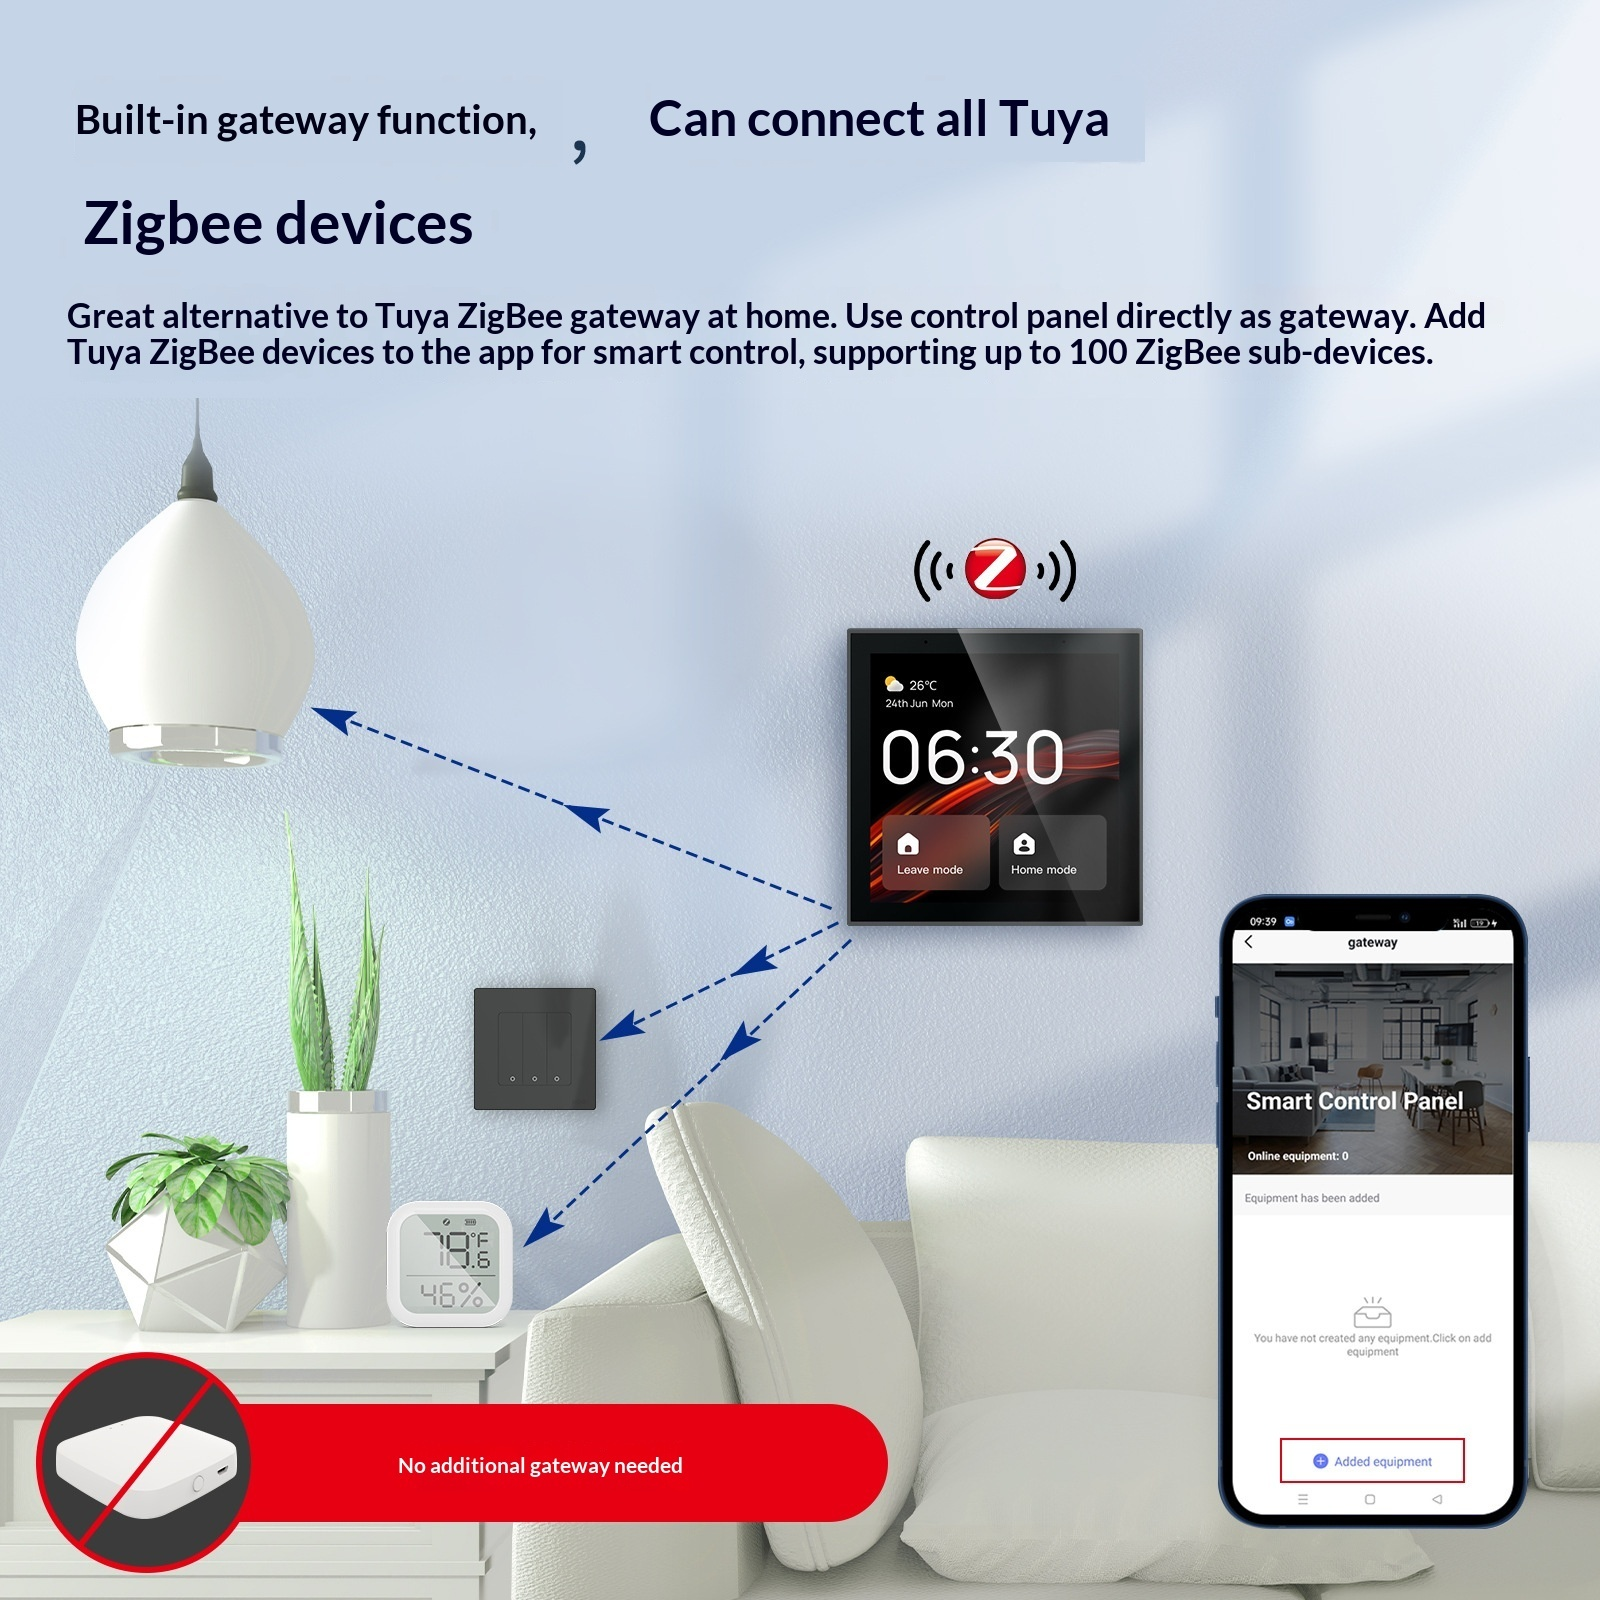 Built-in gateway function, , Can connect all Tuya
Zigbee devices
Great alternative to Tuya ZigBee gateway at home. Use control panel directly as gateway. Add
Tuya ZigBee devices to the app for smart control, supporting up to 100 ZigBee sub-devices.
Z
26°C
24th Jun Mon
06:30
Leave mode
Home mode
09:39
gateway
Smart Control Panel
Online equipment: 0
Equipment has been added
You have not created any equipment.Click on add
equipment
Added equipment
78.6°F
46%
No additional gateway needed